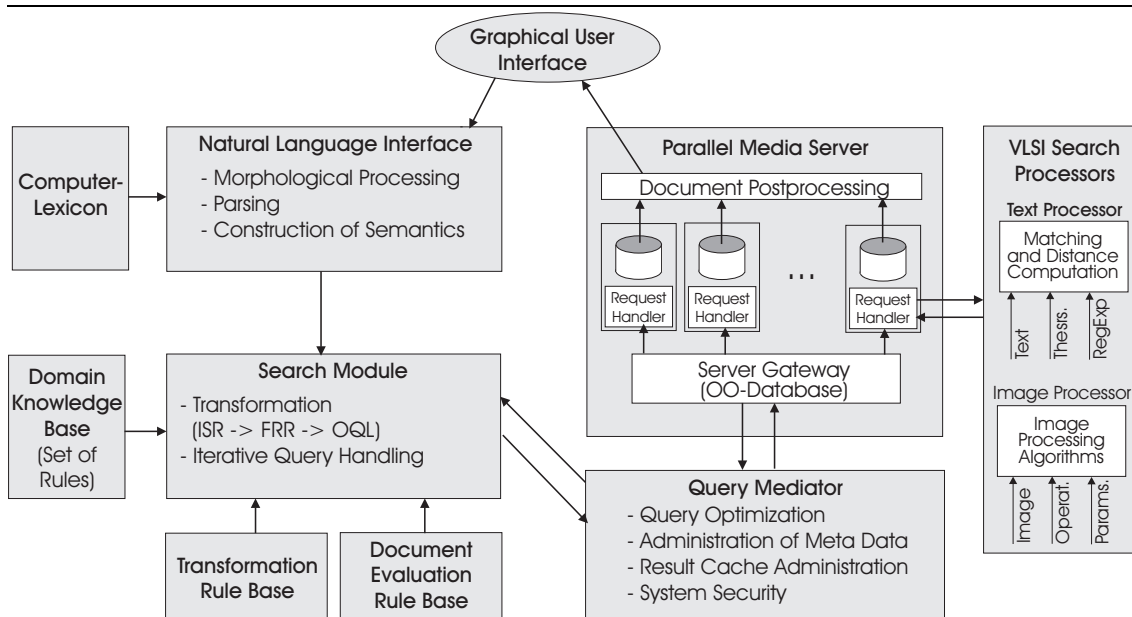 Graphical User
Interface
Computer-
Lexicon
Natural Language Interface
- Morphological Processing
- Parsing
- Construction of Semantics
Domain
Knowledge
Base
(Set of
Rules)
Search Module
- Transformation
(ISR -> FRR -> OQL)
- Iterative Query Handling
Transformation
Rule Base
Document
Evaluation
Rule Base
Parallel Media Server
Document Postprocessing
...
Request
Handler
Request
Handler
Request
Handler
Server Gateway
(OO-Database)
Query Mediator
- Query Optimization
- Administration of Meta Data
- Result Cache Administration
- System Security
VLSI Search
Processors
Text Processor
Matching
and Distance
Computation
Text
Thesrs.
RegExp
Image Processor
Image
Processing
Algorithms
Image
Operat.
Params.